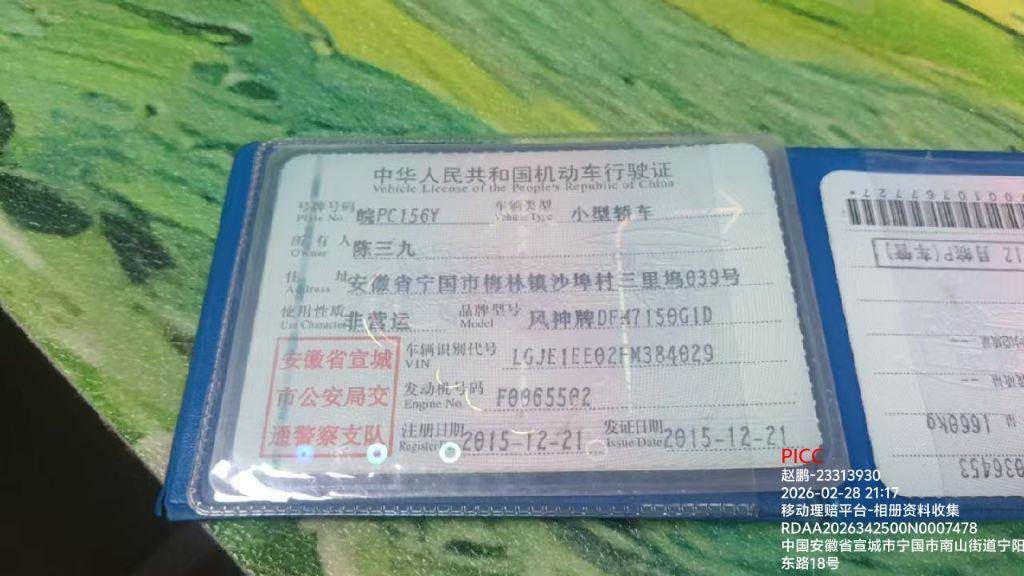 中华人民共和国机动车行驶证
Vehicle License of the People's Republic of China
号牌号码 皖PC156Y 车辆类型 小型轿车
Plate No. Vehicle Type
所有人 陈三九
Owner
住址 安徽省宁国市梅林镇沙埠村三里坞039号
Address
使用性质 非营运 品牌型号 风神牌DFM7150G1D
Use Character Model
安徽省宣城
市公安局交
通警察支队
车辆识别代号 LGJE1EE02FM384029
VIN
发动机号码 F0065502
Engine No.
注册日期 2015-12-21 发证日期 2015-12-21
Register Date Issue Date
1660kg
PICC
赵鹏-23313930
2026-02-28 21:17
移动理赔平台-相册资料收集
RDAA2026342500N0007478
中国安徽省宣城市宁国市南山街道宁阳
东路18号